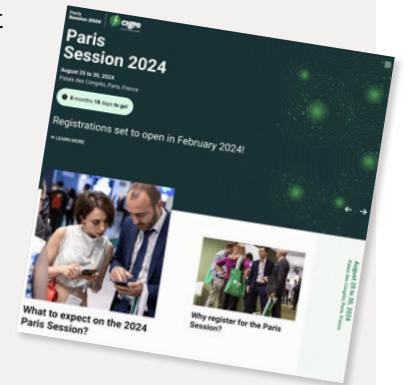 t
Paris
Session 2024
cigre
Paris
Session 2024
August 25 to 30, 2024
Palais des Congrès, Paris, France
8 months 18 days to go!
Registrations set to open in February 2024!
LEARN MORE
What to expect on the 2024
Paris Session?
Why register for the Paris
Session?
August 25 to 30, 2024
Palais des Congrès, Paris, France